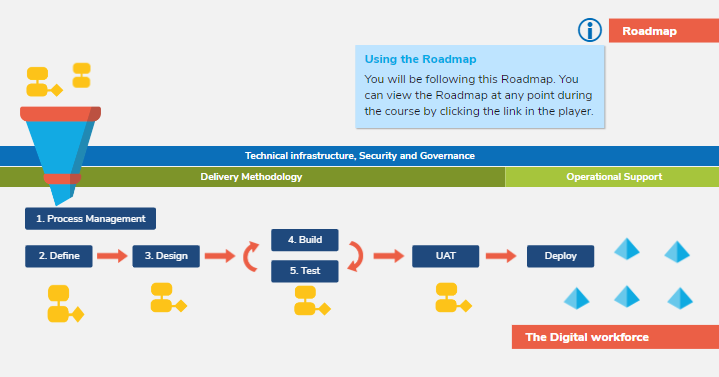 Roadmap
Using the Roadmap
You will be following this Roadmap. You
can view the Roadmap at any point during
the course by clicking the link in the player.
Technical infrastructure, Security and Governance
Delivery Methodology
Operational Support
1. Process Management
2. Define
3. Design
4. Build
5. Test
UAT
Deploy
The Digital workforce